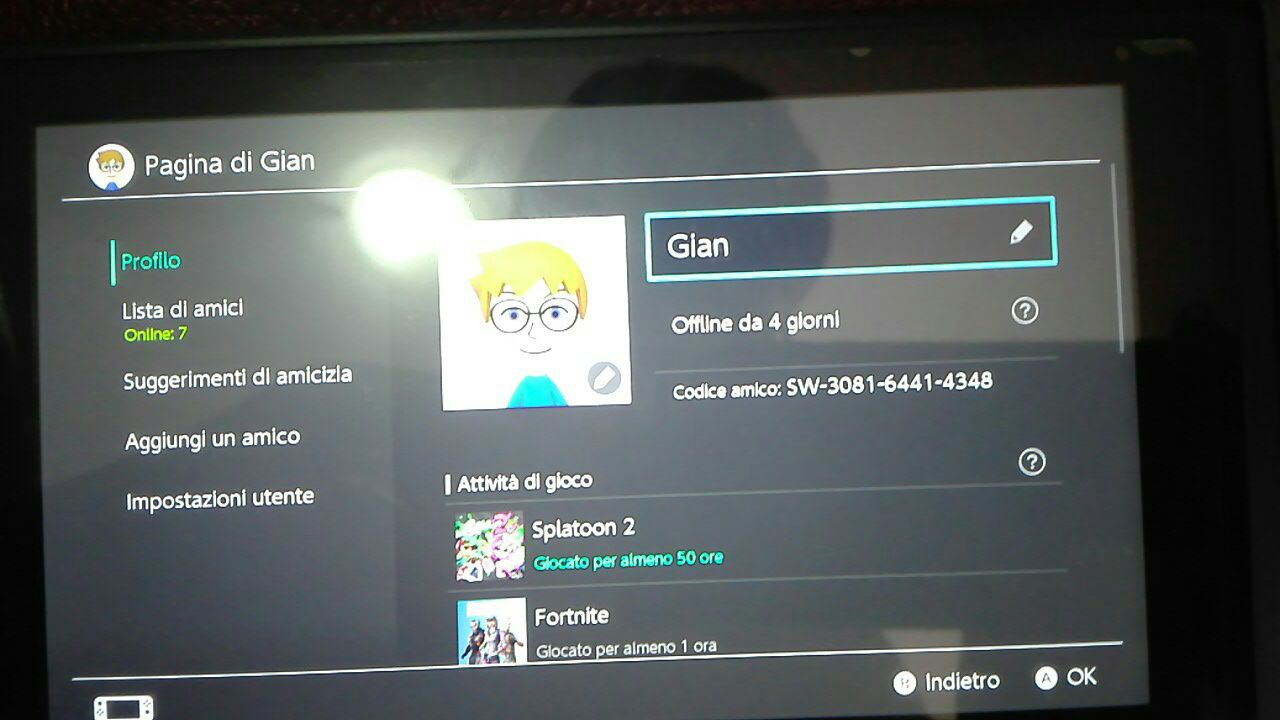 Pagina di Gian
Profilo
Lista di amici
Online: 7
Suggerimenti di amicizia
Aggiungi un amico
Impostazioni utente
Gian
Offline da 4 giorni
?
Codice amico: SW-3081-6441-4348
Attività di gioco
?
Splatoon 2
Giocato per almeno 50 ore
Fortnite
Giocato per almeno 1 ora
B Indietro
A OK